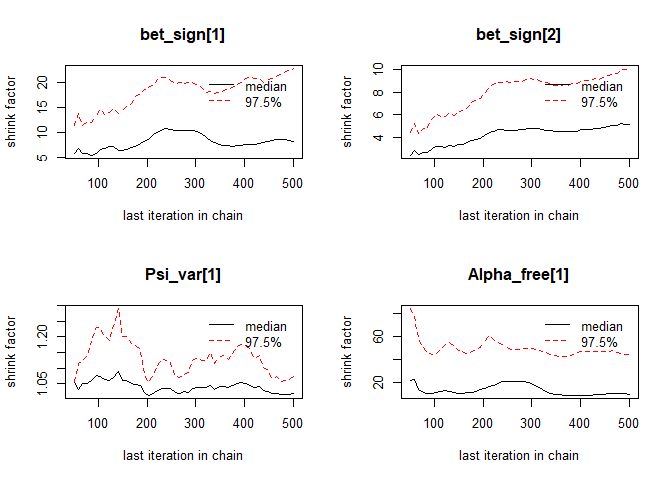 bet_sign[1]
shrink factor
5 10 15 20
median
97.5%
100 200 300 400 500
last iteration in chain
bet_sign[2]
shrink factor
4 6 8 10
median
97.5%
100 200 300 400 500
last iteration in chain
Psi_var[1]
shrink factor
1.05 1.20
median
97.5%
100 200 300 400 500
last iteration in chain
Alpha_free[1]
shrink factor
20 60
median
97.5%
100 200 300 400 500
last iteration in chain